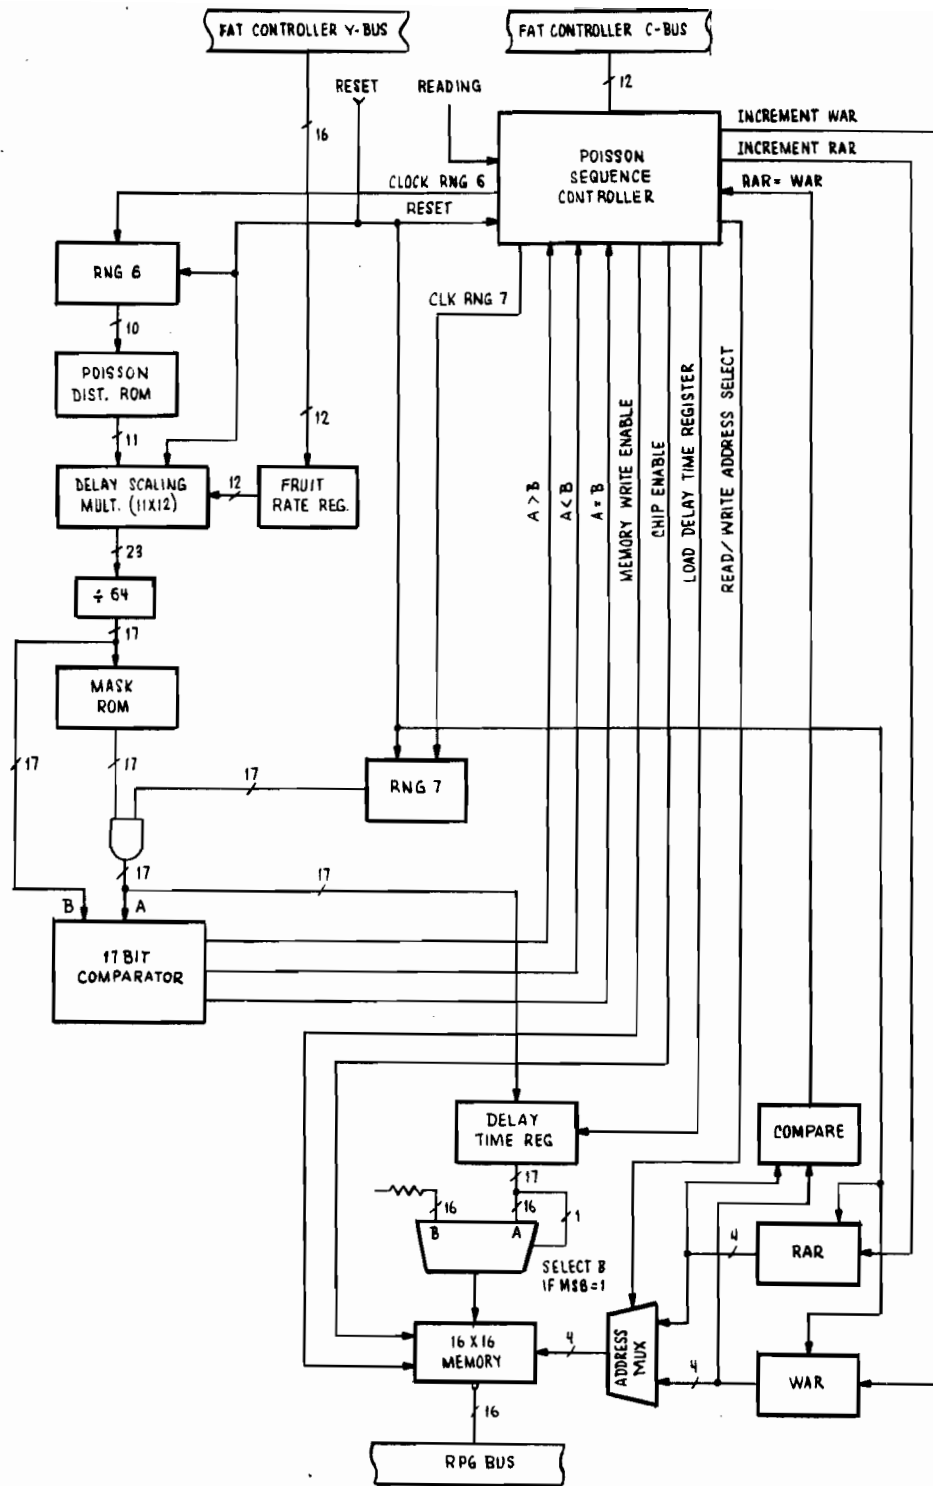 FAT CONTROLLER Y-BUS
FAT CONTROLLER C-BUS
RESET
READING
12
16
INCREMENT WAR
INCREMENT RAR
RAR=WAR
POISSON
SEQUENCE
CONTROLLER
CLOCK RNG 6
RESET
RNG 6
CLK RNG 7
10
POISSON
DIST. ROM
11
12
DELAY SCALING
MULT. (11X12)
12
FRUIT
RATE REG.
23
÷ 64
17
MASK
ROM
17
17
17
RNG 7
A > B
A < B
A = B
MEMORY WRITE ENABLE
CHIP ENABLE
LOAD DELAY TIME REGISTER
READ/ WRITE ADDRESS SELECT
17
17
B
A
17 BIT
COMPARATOR
DELAY
TIME REG
COMPARE
17
16
16
1
B
A
SELECT B
IF MSB=1
4
RAR
16 X 16
MEMORY
4
ADDRESS
MUX
4
WAR
16
RPG BUS